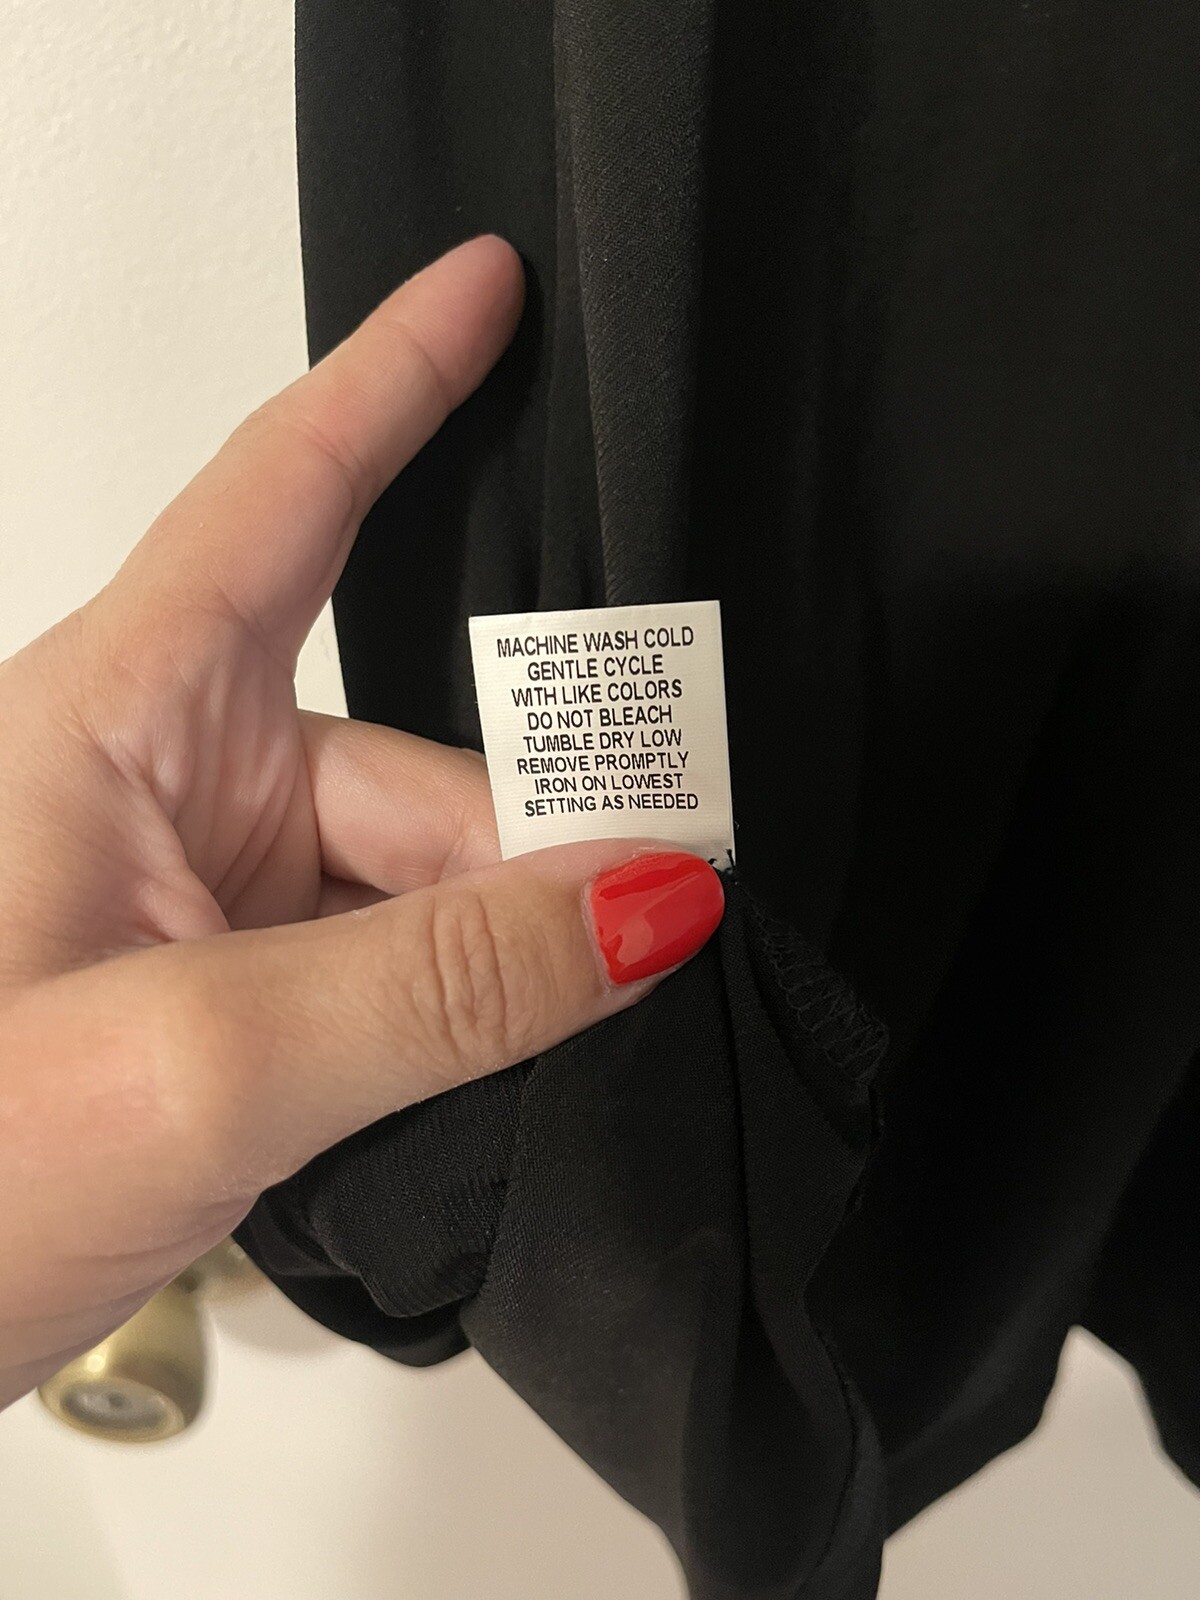 MACHINE WASH COLD
GENTLE CYCLE
WITH LIKE COLORS
DO NOT BLEACH
TUMBLE DRY LOW
REMOVE PROMPTLY
IRON ON LOWEST
SETTING AS NEEDED